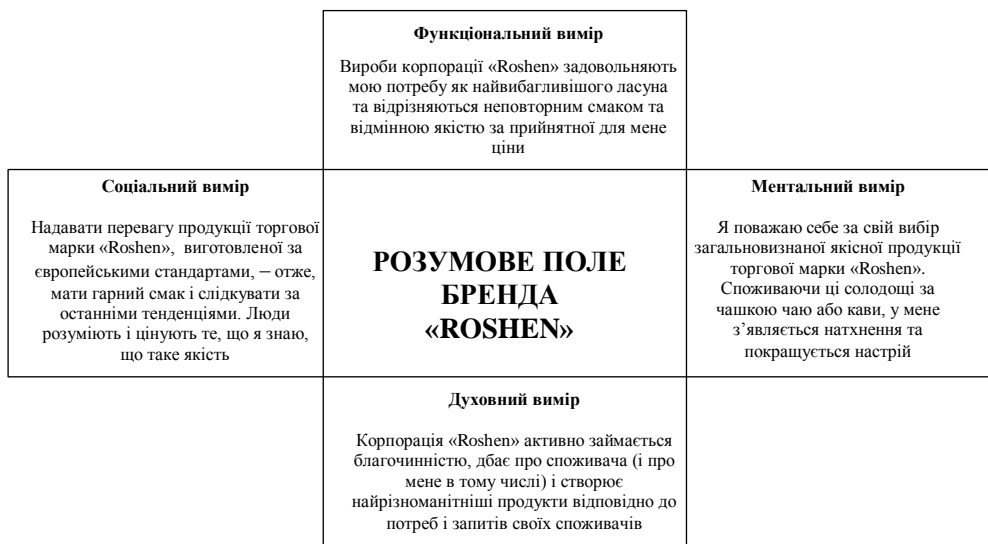 Функціональний вимір
Вироби корпорації «Roshen» задовольняють
мою потребу як найвибагливішого ласуна
та відрізняються неповторним смаком та
відмінною якістю за прийнятної для мене
ціни
Соціальний вимір
Надавати перевагу продукції торгової
марки «Roshen», виготовленої за
європейськими стандартами, – отже,
мати гарний смак і слідкувати за
останніми тенденціями. Люди
розуміють і цінують те, що я знаю,
що таке якість
РОЗУМОВЕ ПОЛЕ
БРЕНДА
«ROSHEN»
Ментальний вимір
Я поважаю себе за свій вибір
загальновизнаної якісної продукції
торгової марки «Roshen».
Споживаючи ці солодощі за
чашкою чаю або кави, у мене
з’являється натхнення та
покращується настрій
Духовний вимір
Корпорація «Roshen» активно займається
благочинністю, дбає про споживача (і про
мене в тому числі) і створює
найрізноманітніші продукти відповідно до
потреб і запитів своїх споживачів